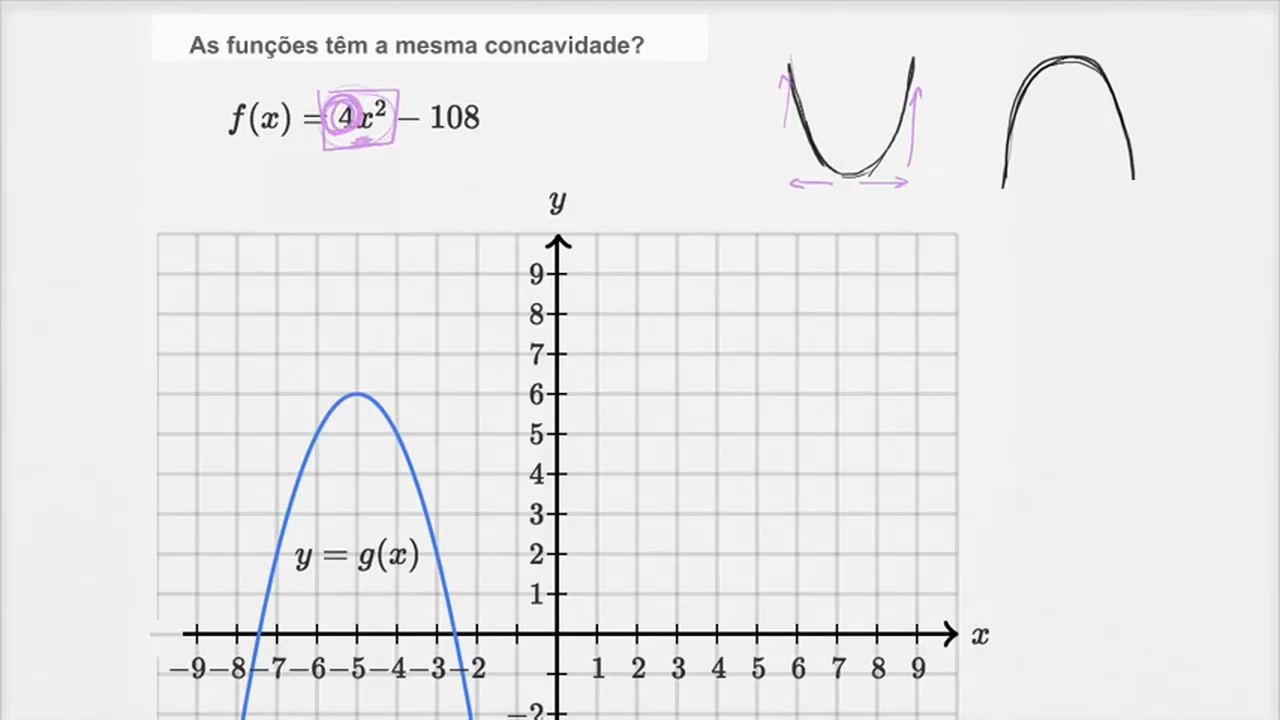 As funções têm a mesma concavidade?
f(x) = 4x² − 108
y
9
8
7
6
5
4
3
2
1
y = g(x)
x
−9 −8 −7 −6 −5 −4 −3 −2 1 2 3 4 5 6 7 8 9
−2